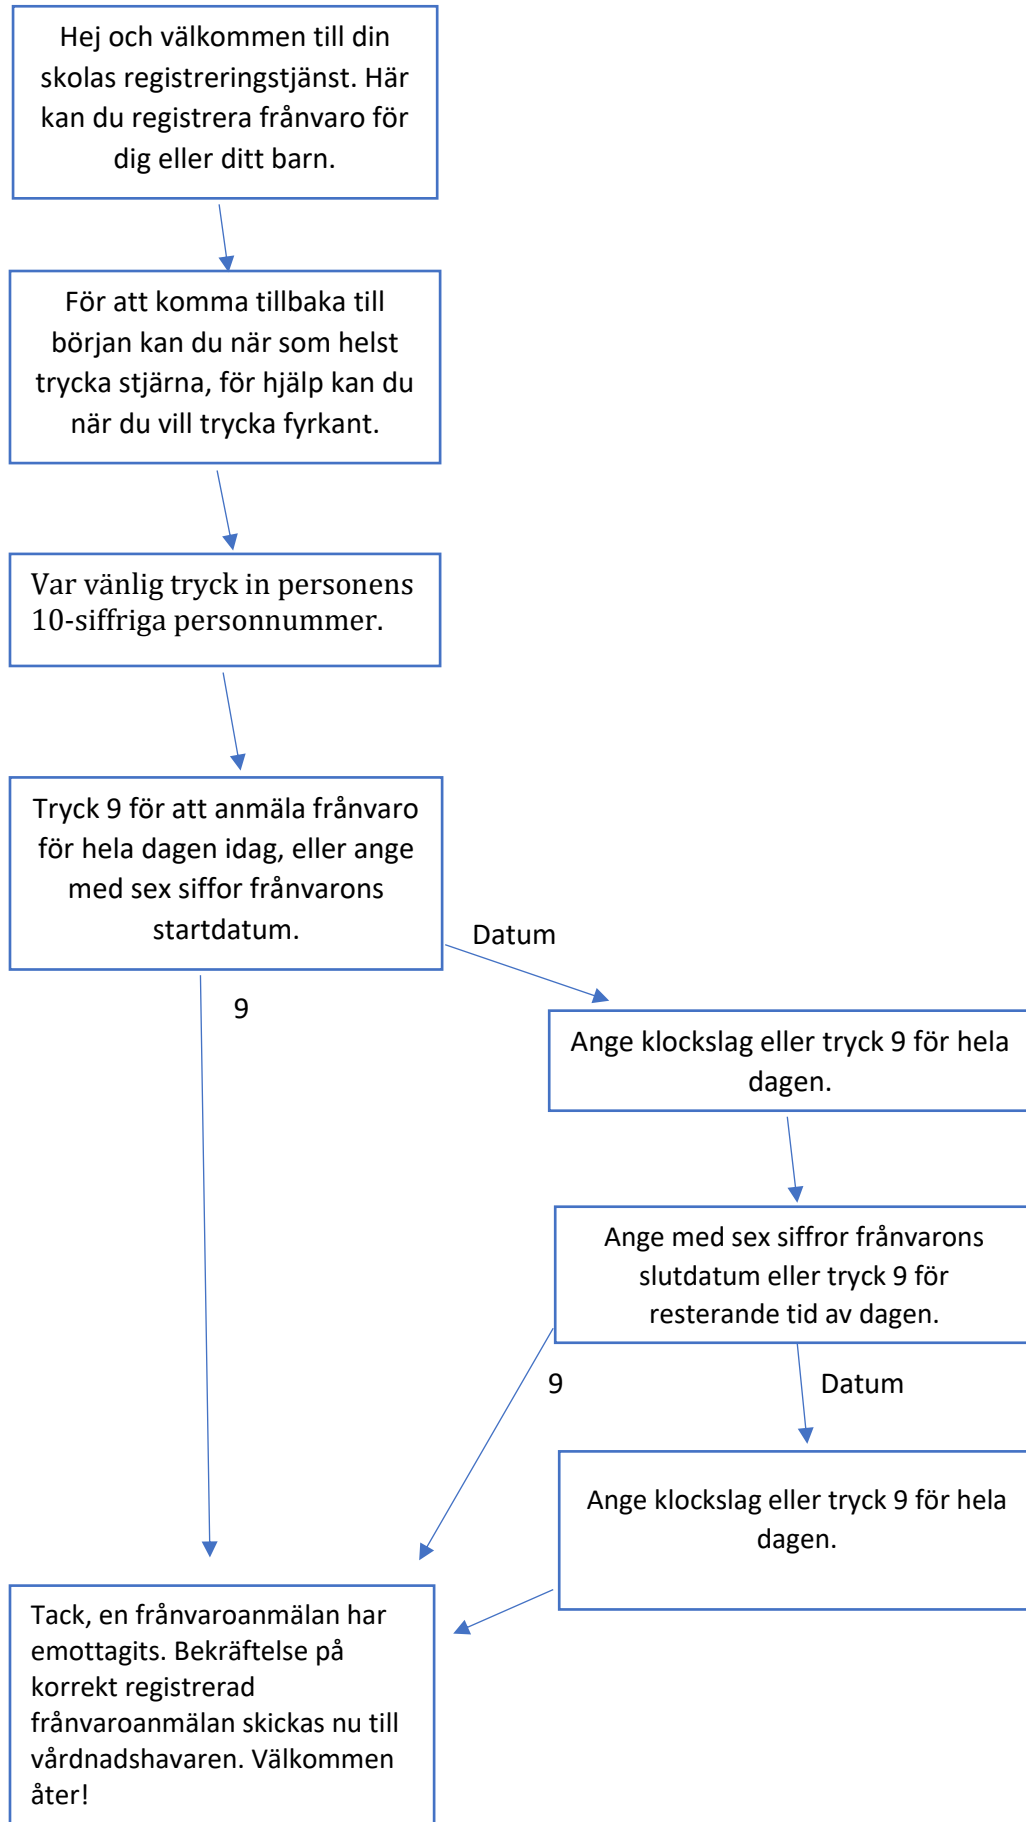 Hej och välkommen till din
skolas registreringstjänst. Här
kan du registrera frånvaro för
dig eller ditt barn.
För att komma tillbaka till
början kan du när som helst
trycka stjärna, för hjälp kan du
när du vill trycka fyrkant.
Var vänlig tryck in personens
10-siffriga personnummer.
Tryck 9 för att anmäla frånvaro
för hela dagen idag, eller ange
med sex siffor frånvarons
startdatum.
Datum
9
Ange klockslag eller tryck 9 för hela
dagen.
Ange med sex siffror frånvarons
slutdatum eller tryck 9 för
resterande tid av dagen.
9
Datum
Ange klockslag eller tryck 9 för hela
dagen.
Tack, en frånvaroanmälan har
emottagits. Bekräftelse på
korrekt registrerad
frånvaroanmälan skickas nu till
vårdnadshavaren. Välkommen
åter!